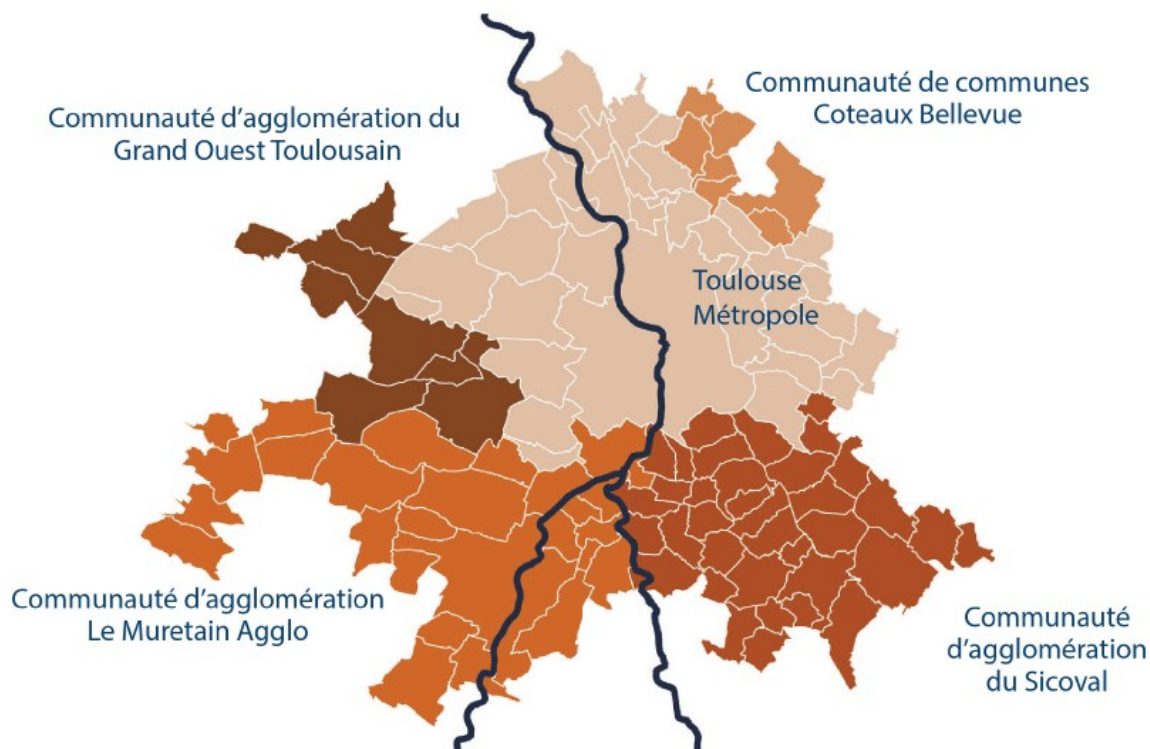 Communauté de communes
Coteaux Bellevue
Communauté d'agglomération du
Grand Ouest Toulousain
Toulouse
Métropole
Communauté d'agglomération
Le Muretain Agglo
Communauté
d'agglomération
du Sicoval